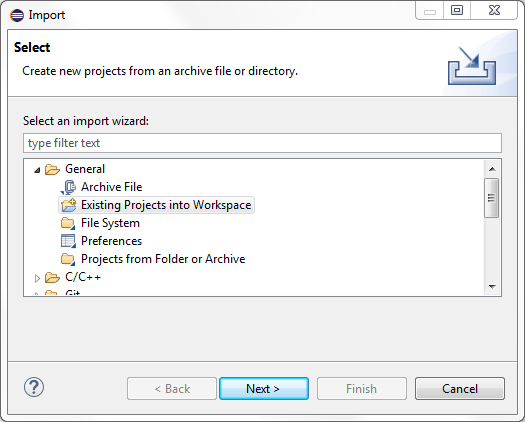 Import
Select
Create new projects from an archive file or directory.
Select an import wizard:
type filter text
General
Archive File
Existing Projects into Workspace
File System
Preferences
Projects from Folder or Archive
C/C++
Git
?
< Back
Next >
Finish
Cancel